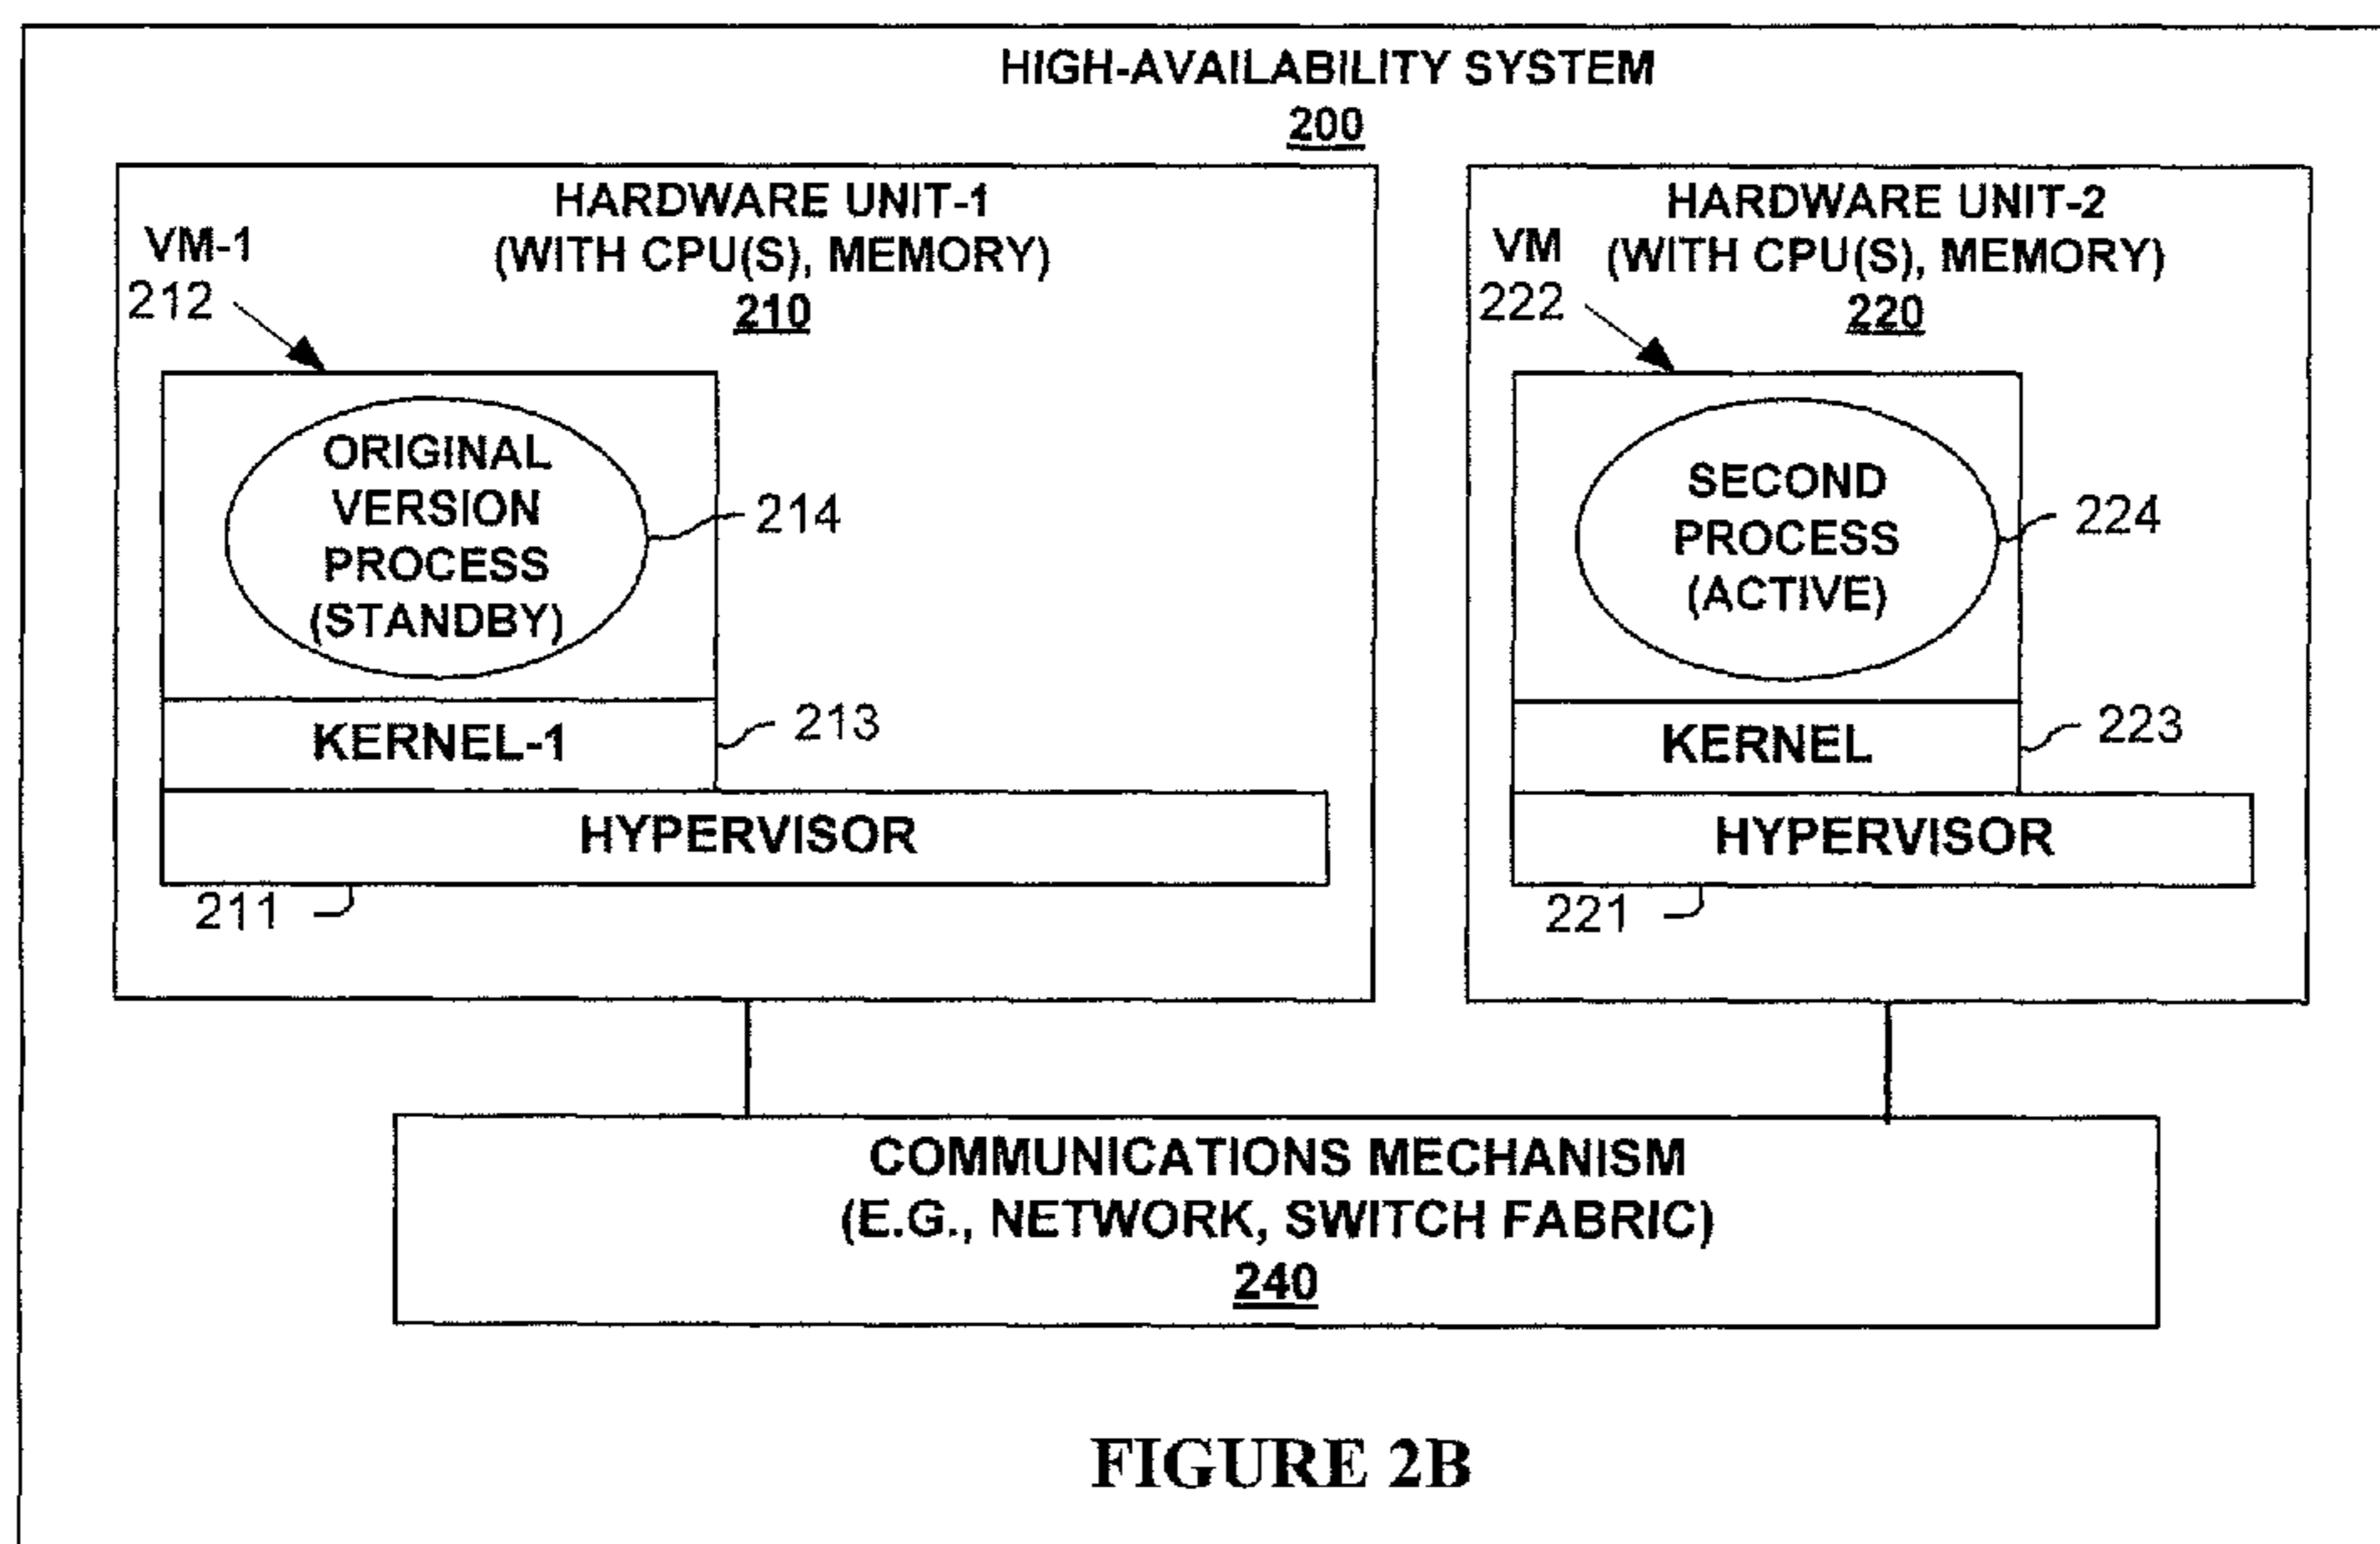 HIGH-AVAILABILITY SYSTEM
200
HARDWARE UNIT-1
(WITH CPU(S), MEMORY)
210
VM-1
212
ORIGINAL
VERSION
PROCESS
(STANDBY)
214
KERNEL-1
213
HYPERVISOR
211
HARDWARE UNIT-2
(WITH CPU(S), MEMORY)
220
VM
222
SECOND
PROCESS
(ACTIVE)
224
KERNEL
223
HYPERVISOR
221
COMMUNICATIONS MECHANISM
(E.G., NETWORK, SWITCH FABRIC)
240
FIGURE 2B